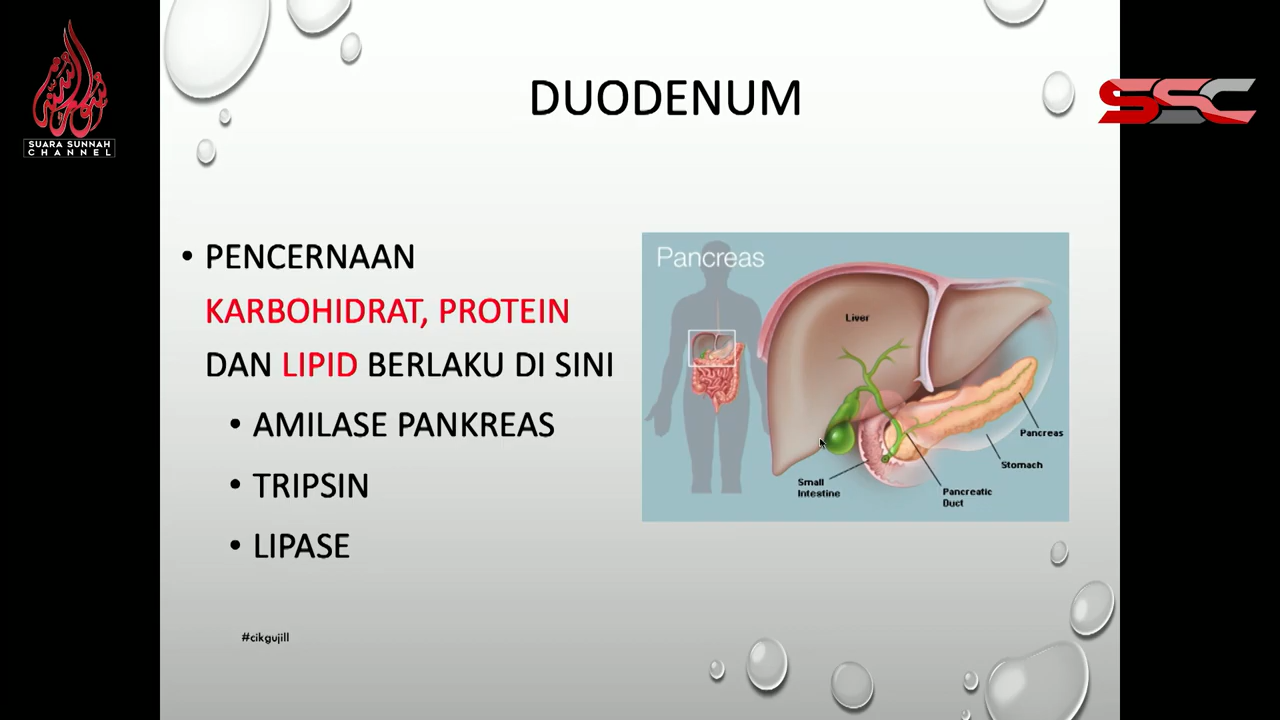 SUARA SUNNAH
CHANNEL
SSC
DUODENUM
• PENCERNAAN
KARBOHIDRAT, PROTEIN
DAN LIPID BERLAKU DI SINI
• AMILASE PANKREAS
• TRIPSIN
• LIPASE
#cikgujill
Pancreas
Liver
Pancreas
Stomach
Small
Intestine
Pancreatic
Duct